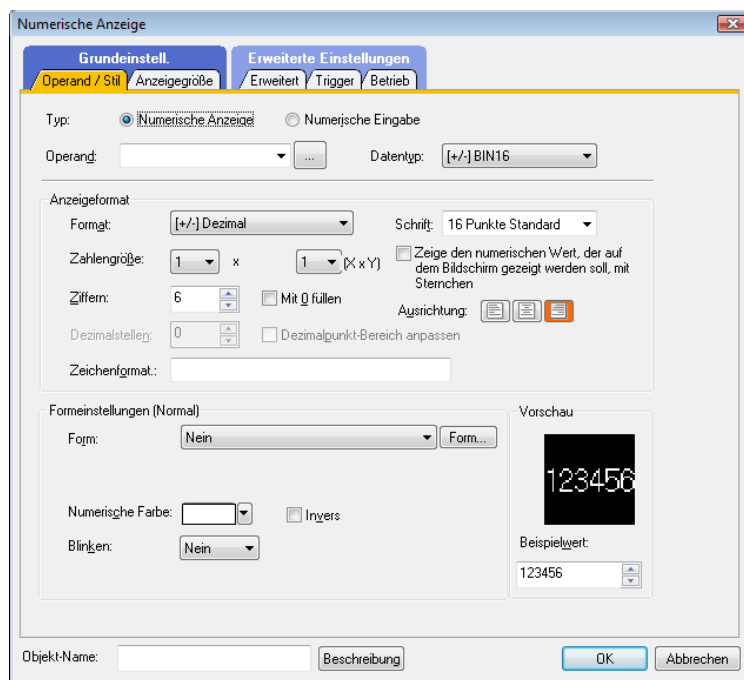 Numerische Anzeige
Grundeinstell. Erweiterte Einstellungen
Operand / Stil Anzeigegröße Erweitert Trigger Betrieb
Typ: Numerische Anzeige Numerische Eingabe
Operand: ... Datentyp: [+/-] BIN16
Anzeigeformat
Format: [+/-] Dezimal Schrift: 16 Punkte Standard
Zahlengröße: 1 x 1 (X x Y) Zeige den numerischen Wert, der auf
dem Bildschirm gezeigt werden soll, mit
Sternchen
Ziffern: 6 Mit 0 füllen
Ausrichtung:
Dezimalstellen: 0 Dezimalpunkt-Bereich anpassen
Zeichenformat.:
Formeinstellungen (Normal) Vorschau
Form: Nein Form...
123456
Numerische Farbe: Invers
Blinken: Nein Beispielwert:
123456
Objekt-Name: Beschreibung OK Abbrechen